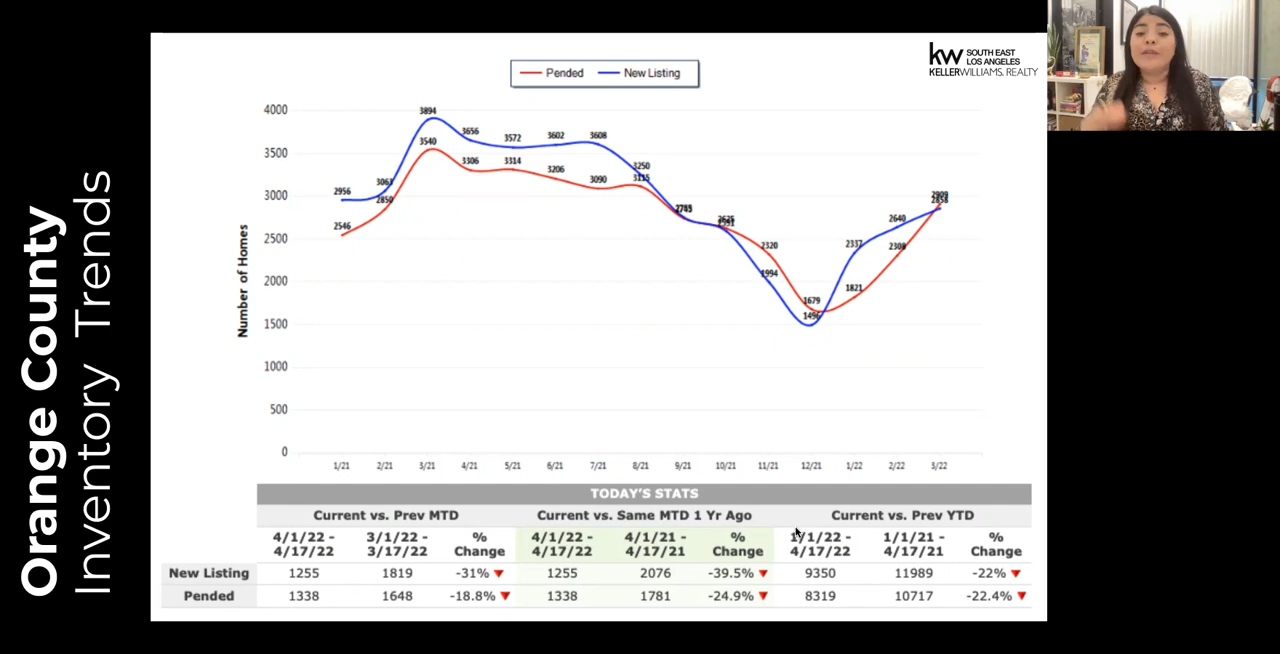 Orange County
Inventory Trends
kw SOUTH EAST
LOS ANGELES
KELLERWILLIAMS. REALTY
Pended New Listing
Number of Homes
4000
3500
3000
2500
2000
1500
1000
500
0
3894
3656 3572 3602 3608
3540
3306 3314 3206 3090
3250
3115
2956 3063
2850
2546
2320
1994
1679
1496
2337
1821
2640
2308
2858
1/21 2/21 3/21 4/21 5/21 6/21 7/21 8/21 9/21 10/21 11/21 12/21 1/22 2/22 3/22
TODAY'S STATS
Current vs. Prev MTD Current vs. Same MTD 1 Yr Ago Current vs. Prev YTD
4/1/22 - 3/1/22 - % 4/1/22 - 4/1/21 - % 1/1/22 - 1/1/21 - %
4/17/22 3/17/22 Change 4/17/22 4/17/21 Change 4/17/22 4/17/21 Change
New Listing 1255 1819 -31% 1255 2076 -39.5% 9350 11989 -22%
Pended 1338 1648 -18.8% 1338 1781 -24.9% 8319 10717 -22.4%